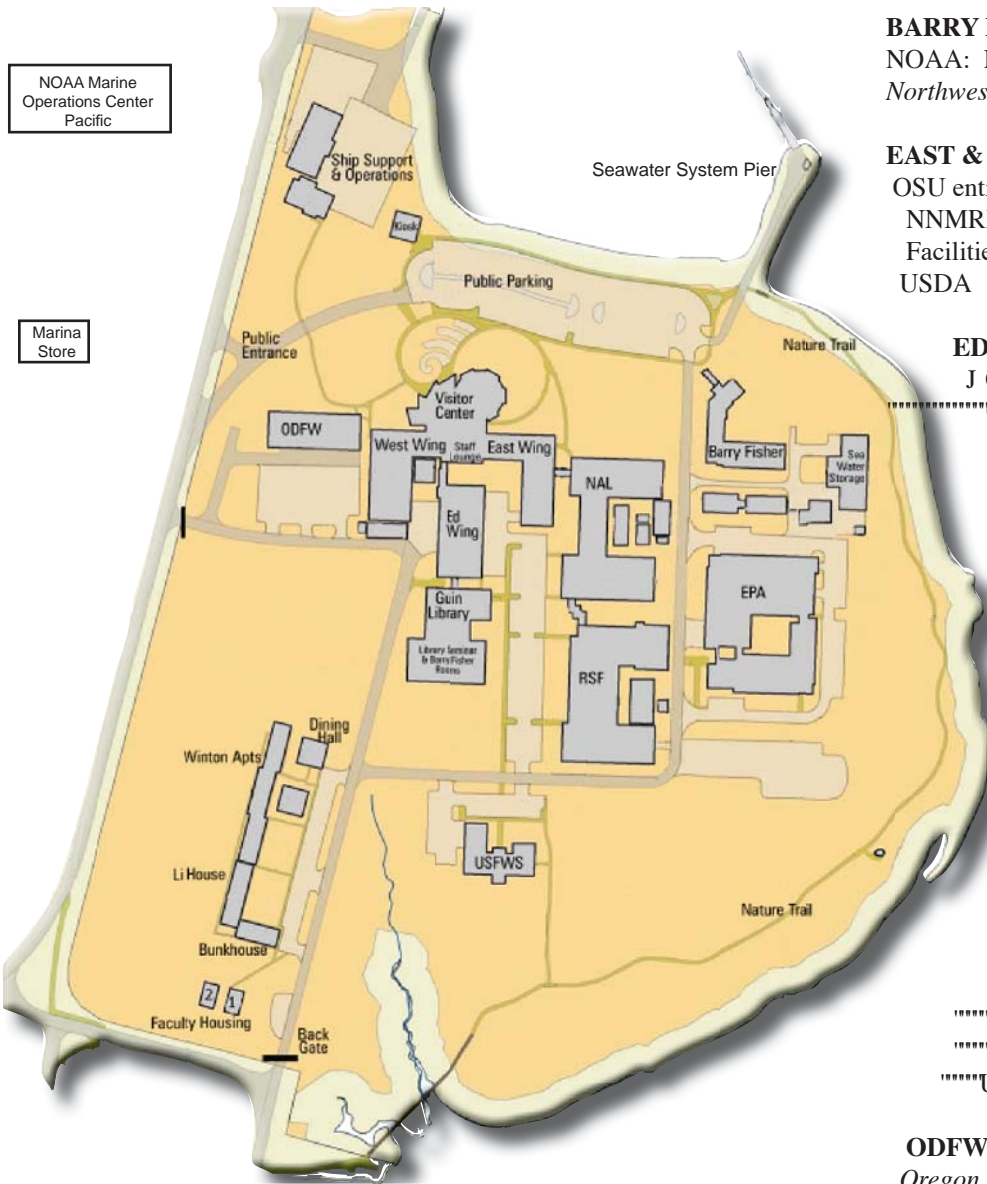 NOAA Marine
Operations Center
Pacific
Marina
Store
Ship Support
& Operations
Kiosk
Seawater System Pier
Public Parking
Public
Entrance
Nature Trail
Visitor
Center
ODFW
West Wing
Staff
Lounge
East Wing
NAL
Barry Fisher
Sea
Water
Storage
Ed
Wing
EPA
Guin
Library
Library Seminar
& Barry Fisher
Rooms
RSF
Dining
Hall
Winton Apts
USFWS
Li House
Nature Trail
Bunkhouse
2
1
Faculty Housing
Back
Gate
BARRY
NOAA:
Northwes
EAST &
OSU ent
NNMR
Facilitie
USDA
ED
J
ODFW
Oregon